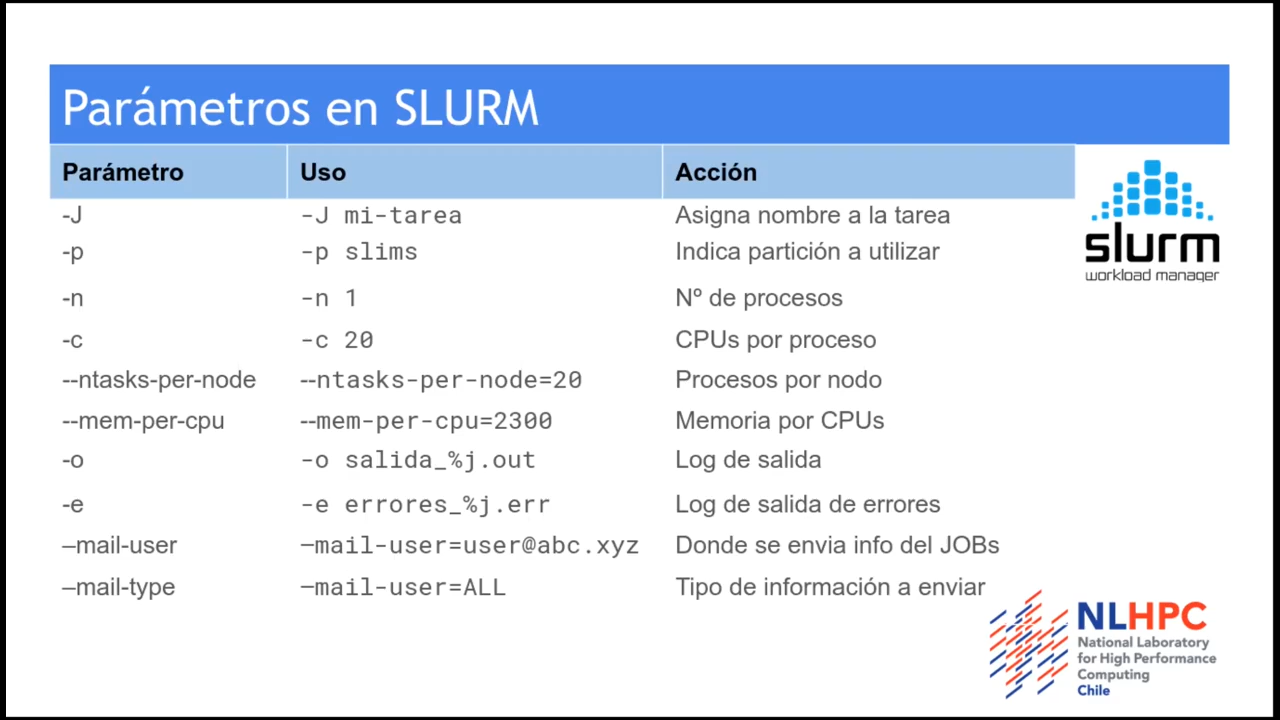 Parámetros en SLURM
Parámetro Uso Acción
-J -J mi-tarea Asigna nombre a la tarea
-p -p slims Indica partición a utilizar
-n -n 1 Nº de procesos
-c -c 20 CPUs por proceso
--ntasks-per-node --ntasks-per-node=20 Procesos por nodo
--mem-per-cpu --mem-per-cpu=2300 Memoria por CPUs
-o -o salida_%j.out Log de salida
-e -e errores_%j.err Log de salida de errores
–mail-user –mail-user=user@abc.xyz Donde se envia info del JOBs
–mail-type –mail-user=ALL Tipo de información a enviar
slurm
workload manager
NLHPC
National Laboratory
for High Performance
Computing
Chile